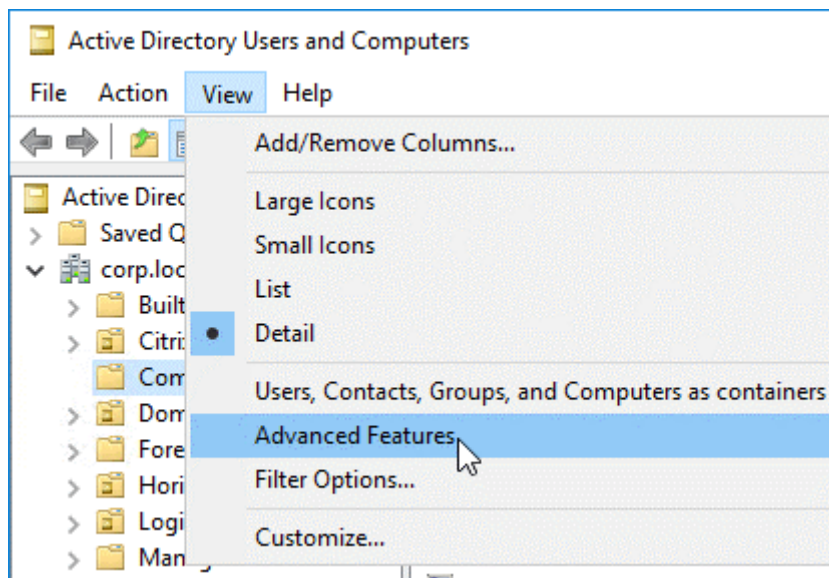 Active Directory Users and Computers
File Action View Help
Add/Remove Columns...
Active Direc
Large Icons
Saved Q
Small Icons
corp.loc
List
Built
Detail
Citri
Com
Users, Contacts, Groups, and Computers as containers
Dom
Advanced Features
Fore
Filter Options...
Hori
Logi
Customize...
Man